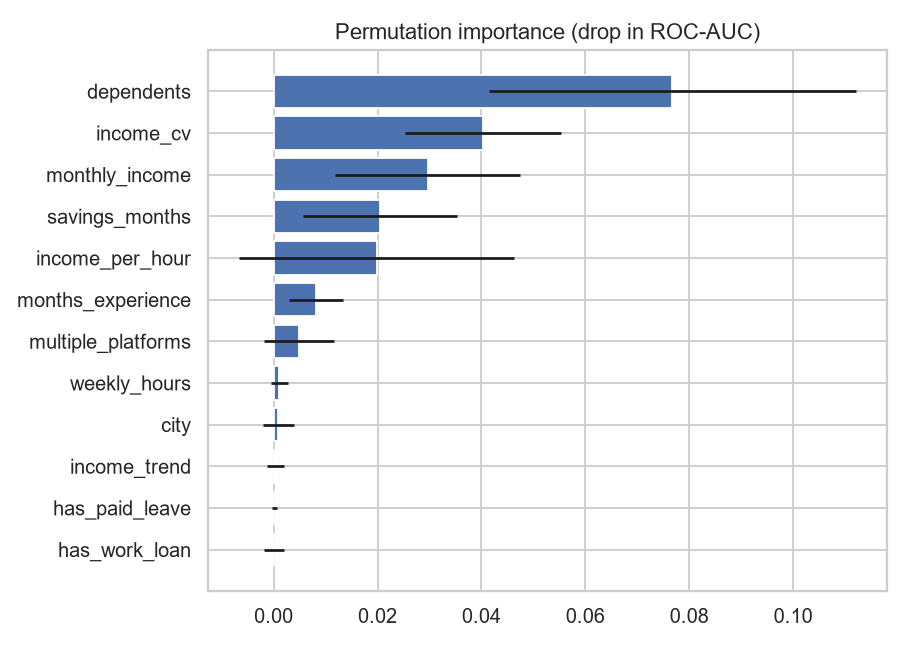 Permutation importance (drop in ROC-AUC)
dependents
income_cv
monthly_income
savings_months
income_per_hour
months_experience
multiple_platforms
weekly_hours
city
income_trend
has_paid_leave
has_work_loan
0.00 0.02 0.04 0.06 0.08 0.10